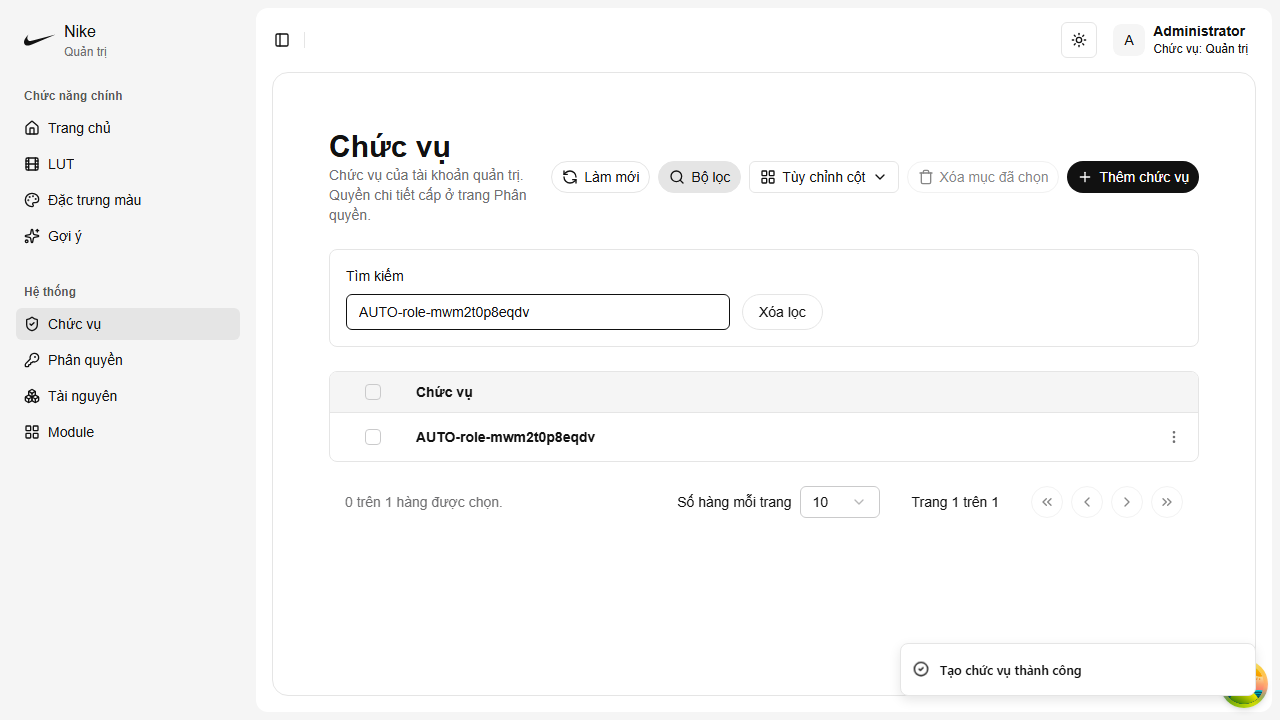 Nike
Quản trị
Chức năng chính
Trang chủ
LUT
Đặc trưng màu
Gợi ý
Hệ thống
Chức vụ
Phân quyền
Tài nguyên
Module
A
Administrator
Chức vụ: Quản trị
Chức vụ
Chức vụ của tài khoản quản trị.
Quyền chi tiết cấp ở trang Phân
quyền.
Làm mới
Bộ lọc
Tùy chỉnh cột
Xóa mục đã chọn
Thêm chức vụ
Tìm kiếm
AUTO-role-mwm2t0p8eqdv
Xóa lọc
Chức vụ
AUTO-role-mwm2t0p8eqdv
0 trên 1 hàng được chọn.
Số hàng mỗi trang
10
Trang 1 trên 1
Tạo chức vụ thành công